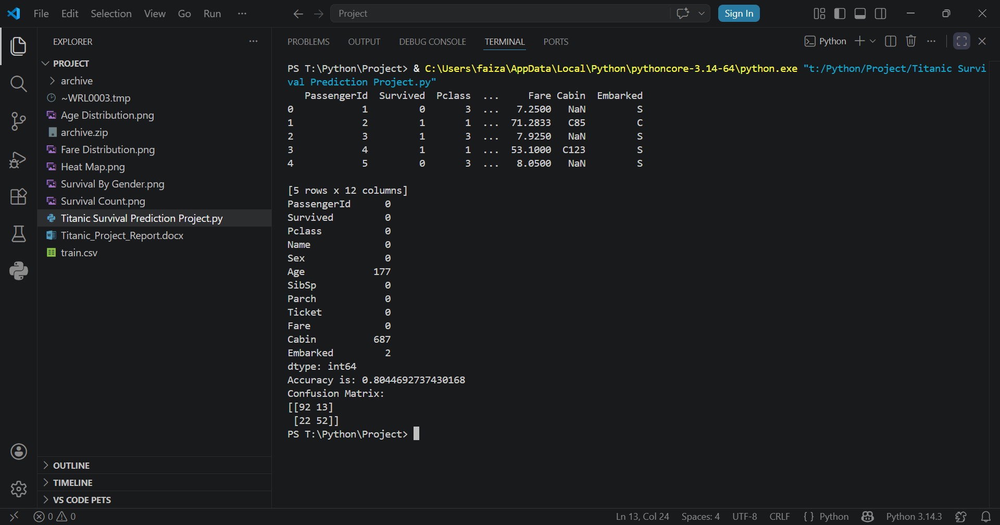 File Edit Selection View Go Run ··· Project Sign In
EXPLORER ···
PROJECT
archive
~WRL0003.tmp
Age Distribution.png
archive.zip
Fare Distribution.png
Heat Map.png
Survival By Gender.png
Survival Count.png
Titanic Survival Prediction Project.py
Titanic_Project_Report.docx
train.csv
OUTLINE
TIMELINE
VS CODE PETS
PROBLEMS OUTPUT DEBUG CONSOLE TERMINAL PORTS Python ···
PS T:\Python\Project> & C:\Users\faiza\AppData\Local\Python\pythoncore-3.14-64\python.exe "t:/Python/Project/Titanic Survi
val Prediction Project.py"
   PassengerId  Survived  Pclass  ...     Fare Cabin  Embarked
0            1         0       3  ...   7.2500   NaN         S
1            2         1       1  ...  71.2833   C85         C
2            3         1       3  ...   7.9250   NaN         S
3            4         1       1  ...  53.1000  C123         S
4            5         0       3  ...   8.0500   NaN         S
[5 rows x 12 columns]
PassengerId      0
Survived         0
Pclass           0
Name             0
Sex              0
Age            177
SibSp            0
Parch            0
Ticket           0
Fare             0
Cabin          687
Embarked         2
dtype: int64
Accuracy is: 0.8044692737430168
Confusion Matrix:
[[92 13]
 [22 52]]
PS T:\Python\Project>
0 0 Ln 13, Col 24 Spaces: 4 UTF-8 CRLF { } Python Python 3.14.3